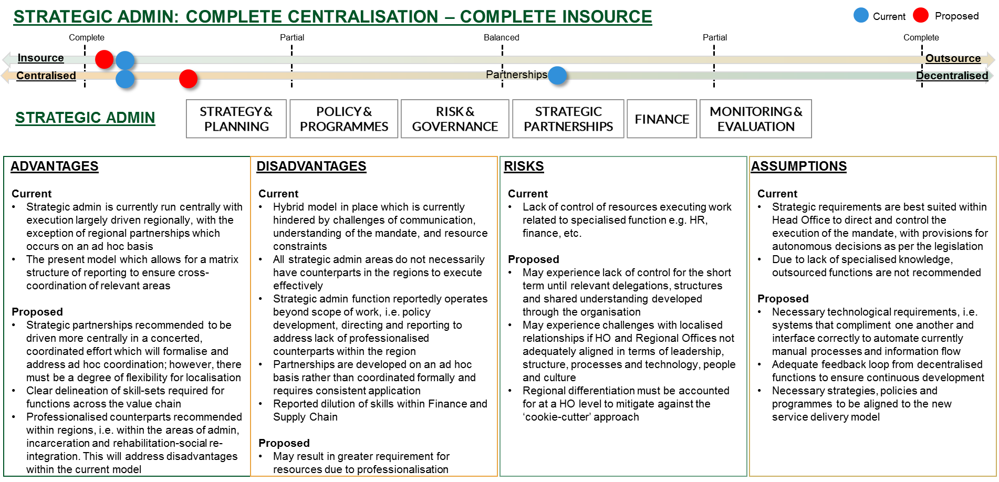 STRATEGIC ADMIN: COMPLETE CENTRALISATION – COMPLETE INSOURCE
Current
Proposed
Complete
Partial
Balanced
Partial
Complete
Insource
Outsource
Centralised
Partnerships
Decentralised
STRATEGIC ADMIN
STRATEGY &
PLANNING
POLICY &
PROGRAMMES
RISK &
GOVERNANCE
STRATEGIC
PARTNERSHIPS
FINANCE
MONITORING &
EVALUATION
ADVANTAGES
Current
• Strategic admin is currently run centrally with
execution largely driven regionally, with the
exception of regional partnerships which
occurs on an ad hoc basis
• The present model which allows for a matrix
structure of reporting to ensure cross-
coordination of relevant areas
Proposed
• Strategic partnerships recommended to be
driven more centrally in a concerted,
coordinated effort which will formalise and
address ad hoc coordination; however, there
must be a degree of flexibility for localisation
• Clear delineation of skill-sets required for
functions across the value chain
• Professionalised counterparts recommended
within regions, i.e. within the areas of admin,
incarceration and rehabilitation-social re-
integration. This will address disadvantages
within the current model
DISADVANTAGES
Current
• Hybrid model in place which is currently
hindered by challenges of communication,
understanding of the mandate, and resource
constraints
• All strategic admin areas do not necessarily
have counterparts in the regions to execute
effectively
• Strategic admin function reportedly operates
beyond scope of work, i.e. policy
development, directing and reporting to
address lack of professionalised
counterparts within the region
• Partnerships are developed on an ad hoc
basis rather than coordinated formally and
requires consistent application
• Reported dilution of skills within Finance and
Supply Chain
Proposed
• May result in greater requirement for
resources due to professionalisation
RISKS
Current
• Lack of control of resources executing work
related to specialised function e.g. HR,
finance, etc.
Proposed
• May experience lack of control for the short
term until relevant delegations, structures
and shared understanding developed
through the organisation
• May experience challenges with localised
relationships if HO and Regional Offices not
adequately aligned in terms of leadership,
structure, processes and technology, people
and culture
• Regional differentiation must be accounted
for at a HO level to mitigate against the
‘cookie-cutter’ approach
ASSUMPTIONS
Current
• Strategic requirements are best suited within
Head Office to direct and control the
execution of the mandate, with provisions for
autonomous decisions as per the legislation
• Due to lack of specialised knowledge,
outsourced functions are not recommended
Proposed
• Necessary technological requirements, i.e.
systems that compliment one another and
interface correctly to automate currently
manual processes and information flow
• Adequate feedback loop from decentralised
functions to ensure continuous development
• Necessary strategies, policies and
programmes to be aligned to the new
service delivery model